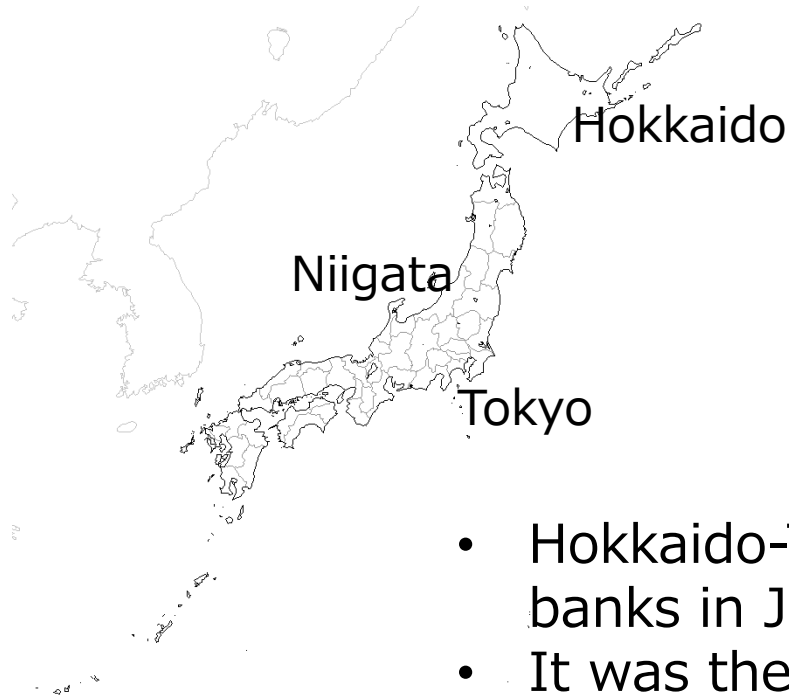 Hokkaido
Niigata
Tokyo
• Hokkaido-
banks in J
• It was the